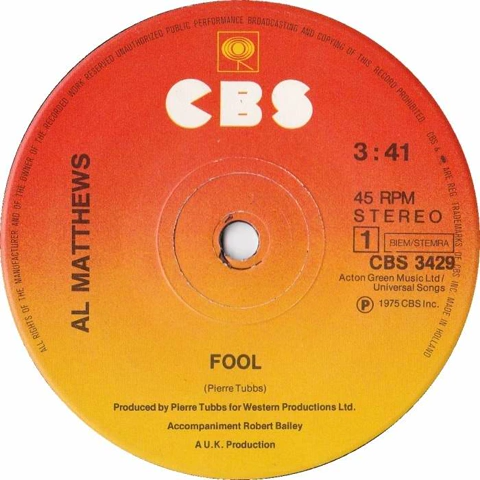 ALL RIGHTS OF THE MANUFACTURER AND OF THE OWNER OF THE RECORDED WORK RESERVED UNAUTHORIZED PUBLIC PERFORMANCE BROADCASTING AND COPYING OF THIS RECORD PROHIBITED. CBS & ARE REG. TRADEMARKS OF CBS INC. MADE IN HOLLAND
CBS
AL MATTHEWS
3:41
45 RPM
STEREO
1 BIEM/STEMRA
CBS 3429
Acton Green Music Ltd/
Universal Songs
P 1975 CBS Inc.
FOOL
(Pierre Tubbs)
Produced by Pierre Tubbs for Western Productions Ltd.
Accompaniment Robert Bailey
A U.K. Production